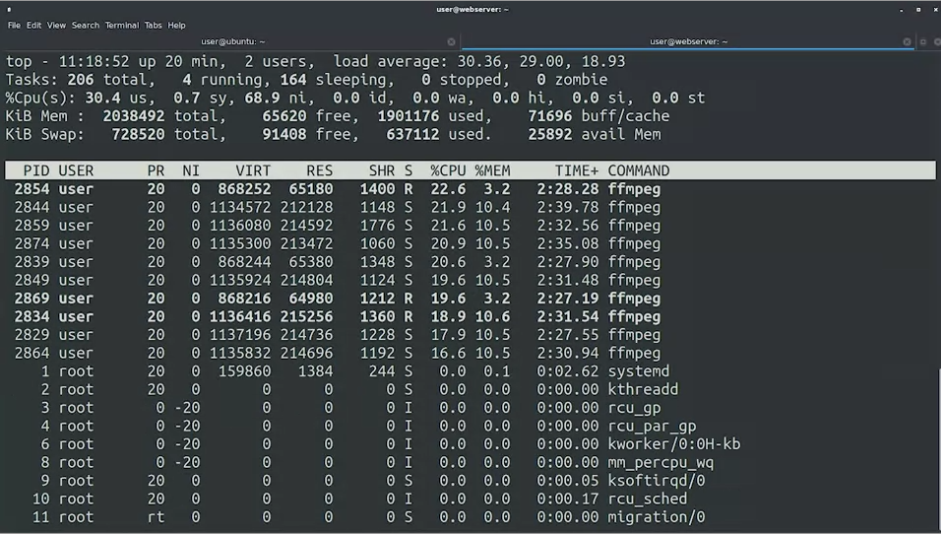 user@webserver: ~
File Edit View Search Terminal Tabs Help
user@ubuntu: ~ user@webserver: ~
top - 11:18:52 up 20 min, 2 users, load average: 30.36, 29.00, 18.93
Tasks: 206 total, 4 running, 164 sleeping, 0 stopped, 0 zombie
%Cpu(s): 30.4 us, 0.7 sy, 68.9 ni, 0.0 id, 0.0 wa, 0.0 hi, 0.0 si, 0.0 st
KiB Mem : 2038492 total, 65620 free, 1901176 used, 71696 buff/cache
KiB Swap: 728520 total, 91408 free, 637112 used. 25892 avail Mem
PID USER PR NI VIRT RES SHR S %CPU %MEM TIME+ COMMAND
2854 user 20 0 868252 65180 1400 R 22.6 3.2 2:28.28 ffmpeg
2844 user 20 0 1134572 212128 1148 S 21.9 10.4 2:39.78 ffmpeg
2859 user 20 0 1136080 214592 1776 S 21.6 10.5 2:32.56 ffmpeg
2874 user 20 0 1135300 213472 1060 S 20.9 10.5 2:35.08 ffmpeg
2839 user 20 0 868244 65380 1348 S 20.6 3.2 2:27.90 ffmpeg
2849 user 20 0 1135924 214804 1124 S 19.6 10.5 2:31.48 ffmpeg
2869 user 20 0 868216 64980 1212 R 19.6 3.2 2:27.19 ffmpeg
2834 user 20 0 1136416 215256 1360 R 18.9 10.6 2:31.54 ffmpeg
2829 user 20 0 1137196 214736 1228 S 17.9 10.5 2:27.55 ffmpeg
2864 user 20 0 1135832 214696 1192 S 16.6 10.5 2:30.94 ffmpeg
1 root 20 0 159860 1384 244 S 0.0 0.1 0:02.62 systemd
2 root 20 0 0 0 0 S 0.0 0.0 0:00.00 kthreadd
3 root 0 -20 0 0 0 I 0.0 0.0 0:00.00 rcu_gp
4 root 0 -20 0 0 0 I 0.0 0.0 0:00.00 rcu_par_gp
6 root 0 -20 0 0 0 I 0.0 0.0 0:00.00 kworker/0:0H-kb
8 root 0 -20 0 0 0 I 0.0 0.0 0:00.00 mm_percpu_wq
9 root 20 0 0 0 0 S 0.0 0.0 0:00.05 ksoftirqd/0
10 root 20 0 0 0 0 I 0.0 0.0 0:00.17 rcu_sched
11 root rt 0 0 0 0 S 0.0 0.0 0:00.00 migration/0